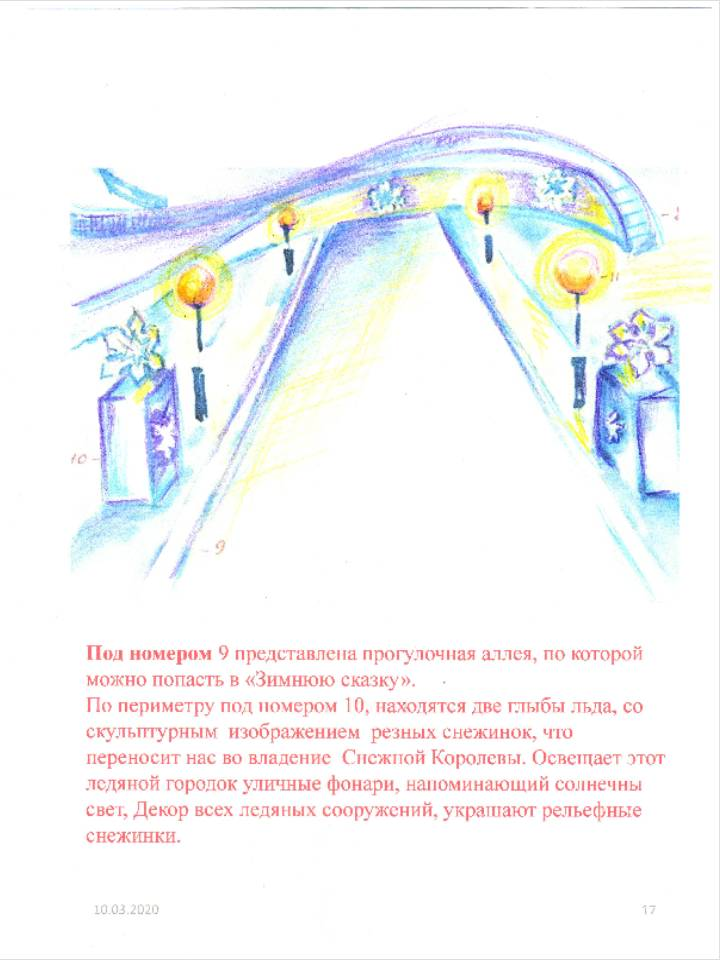 11
10
9
Под номером 9 представлена прогулочная аллея, по которой
можно попасть в «Зимнюю сказку».
По периметру под номером 10, находятся две глыбы льда, со
скульптурным изображением резных снежинок, что
переносит нас во владение Снежной Королевы. Освещает этот
ледяной городок уличные фонари, напоминающий солнечны
свет, Декор всех ледяных сооружений, украшают рельефные
снежинки.
10.03.2020
17